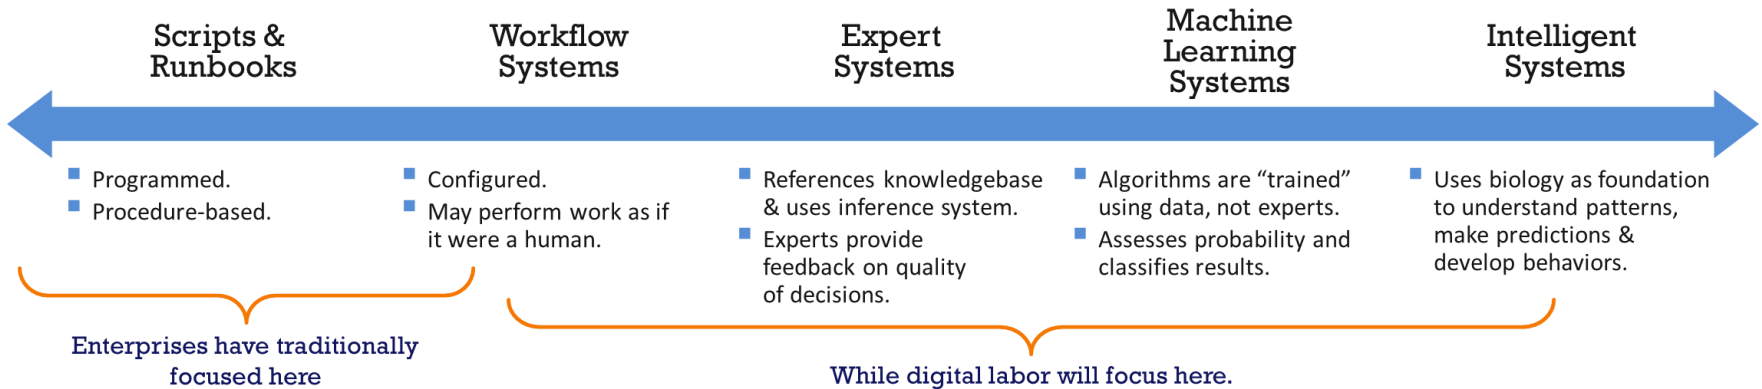 Scripts &
Runbooks
Workflow
Systems
Expert
Systems
Machine
Learning
Systems
Intelligent
Systems
Programmed.
Procedure-based.
Configured.
May perform work as if
it were a human.
References knowledgebase
& uses inference system.
Experts provide
feedback on quality
of decisions.
Algorithms are “trained”
using data, not experts.
Assesses probability and
classifies results.
Uses biology as foundation
to understand patterns,
make predictions &
develop behaviors.
Enterprises have traditionally
focused here
While digital labor will focus here.